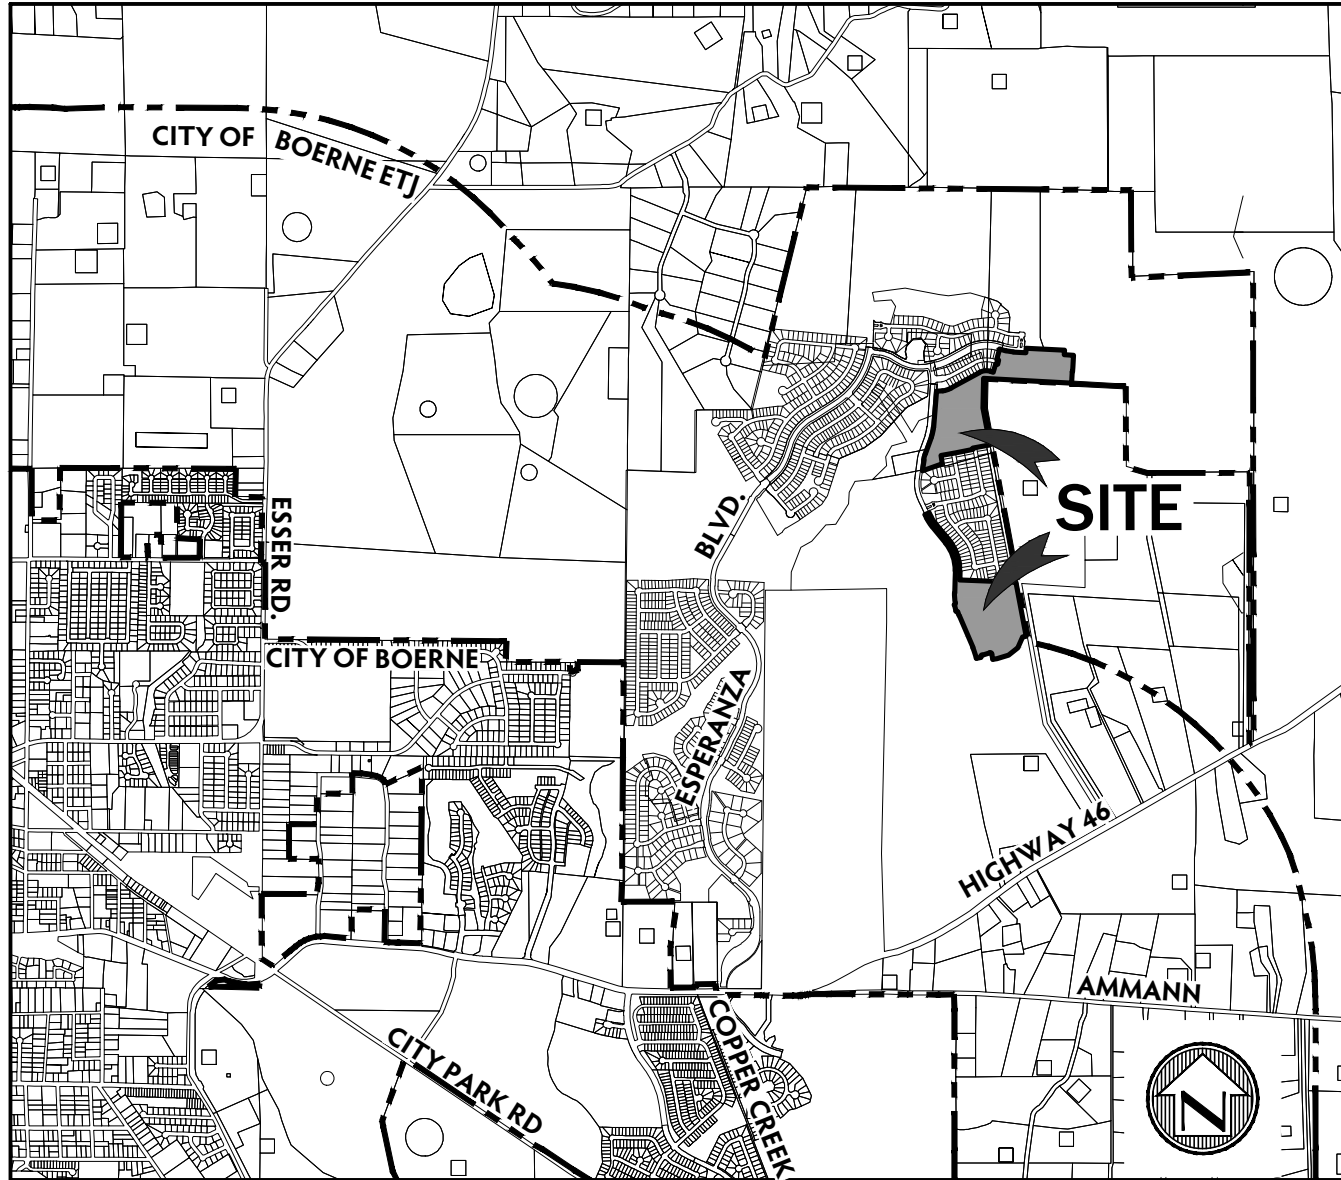 CITY OF BOERNE ETJ
BLVD.
SITE
ESSER RD.
CITY OF BOERNE
ESPERANZA
HIGHWAY 46
AMMANN
COPPER CREEK
CITY PARK RD
N